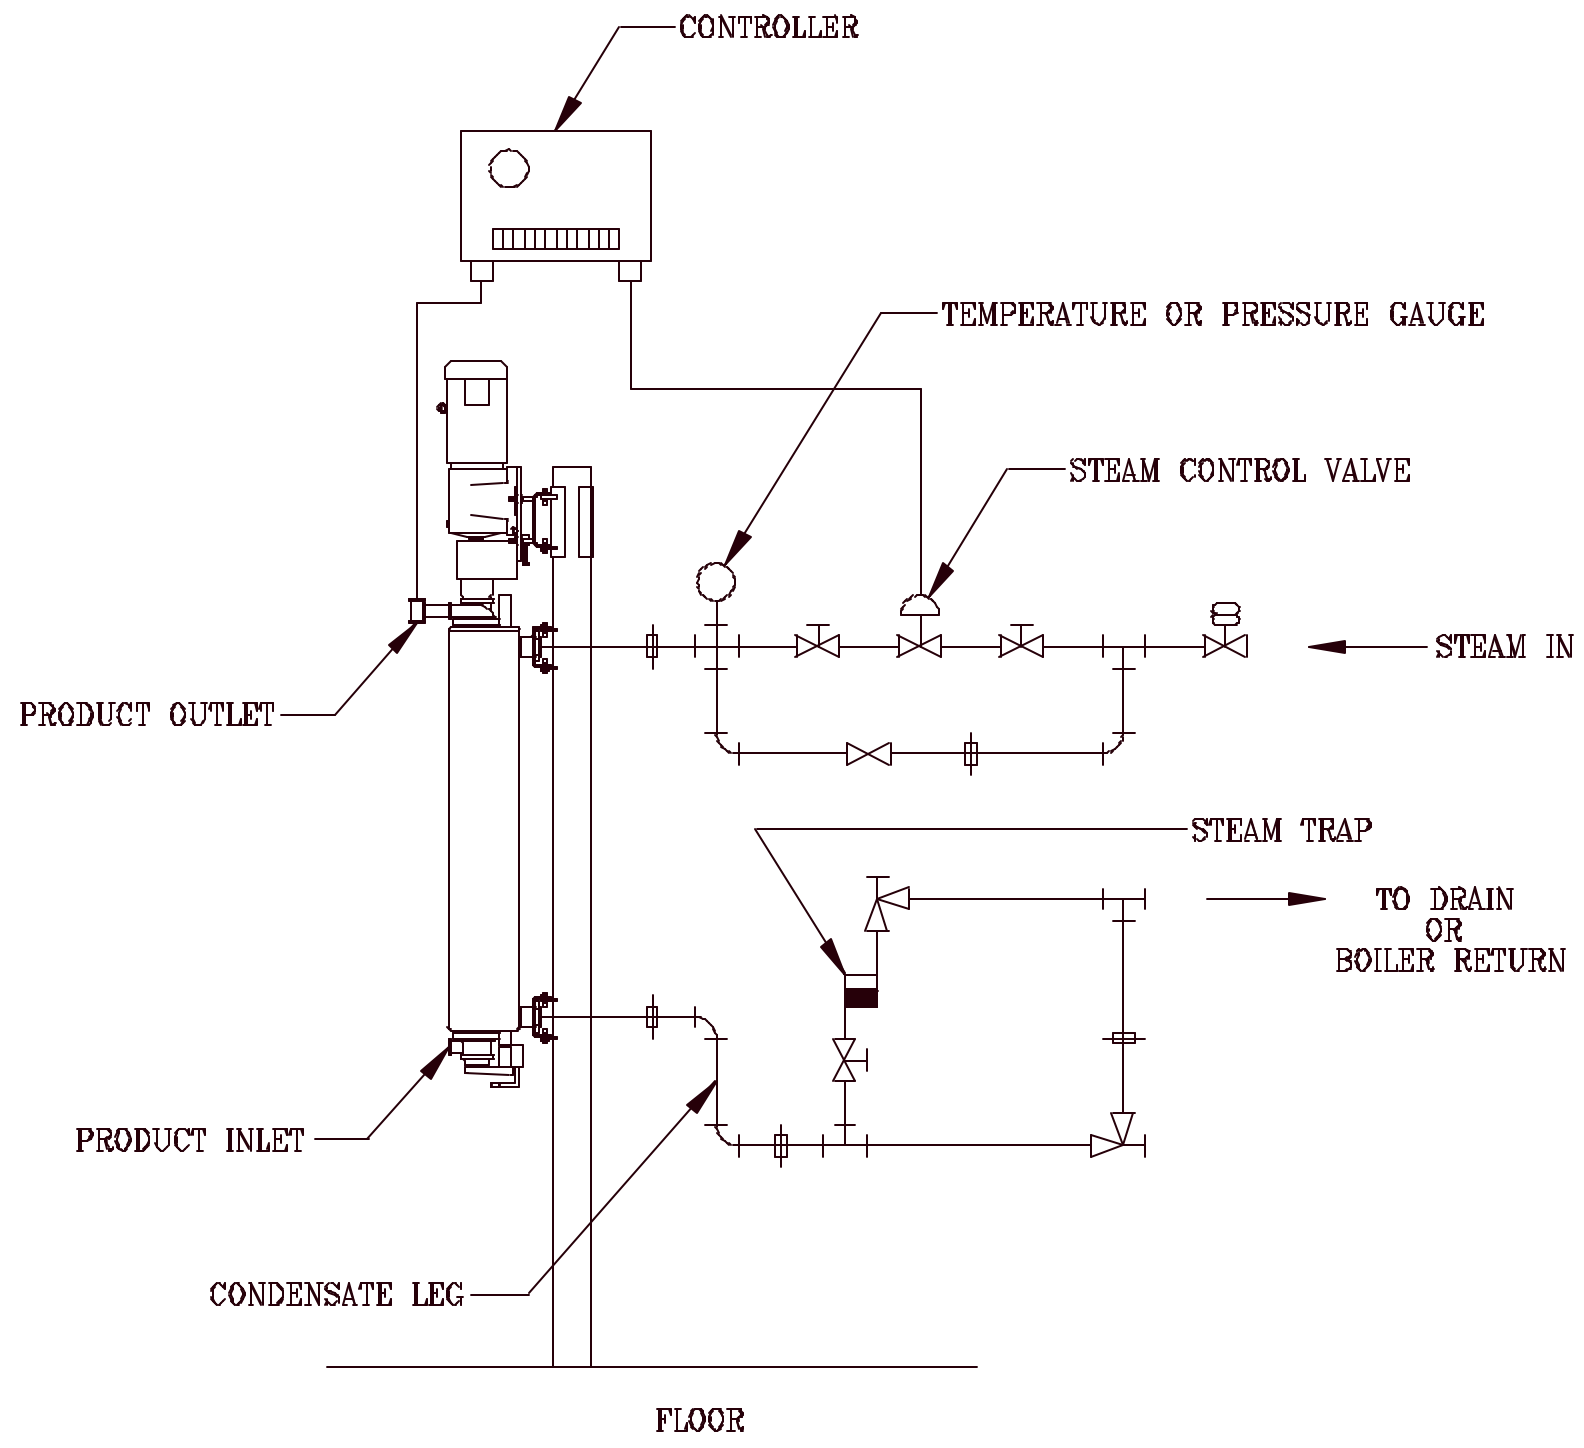 CONTROLLER
TEMPERATURE OR PRESSURE GAUGE
STEAM CONTROL VALVE
STEAM IN
PRODUCT OUTLET
STEAM TRAP
TO DRAIN
OR
BOILER RETURN
PRODUCT INLET
CONDENSATE LEG
FLOOR